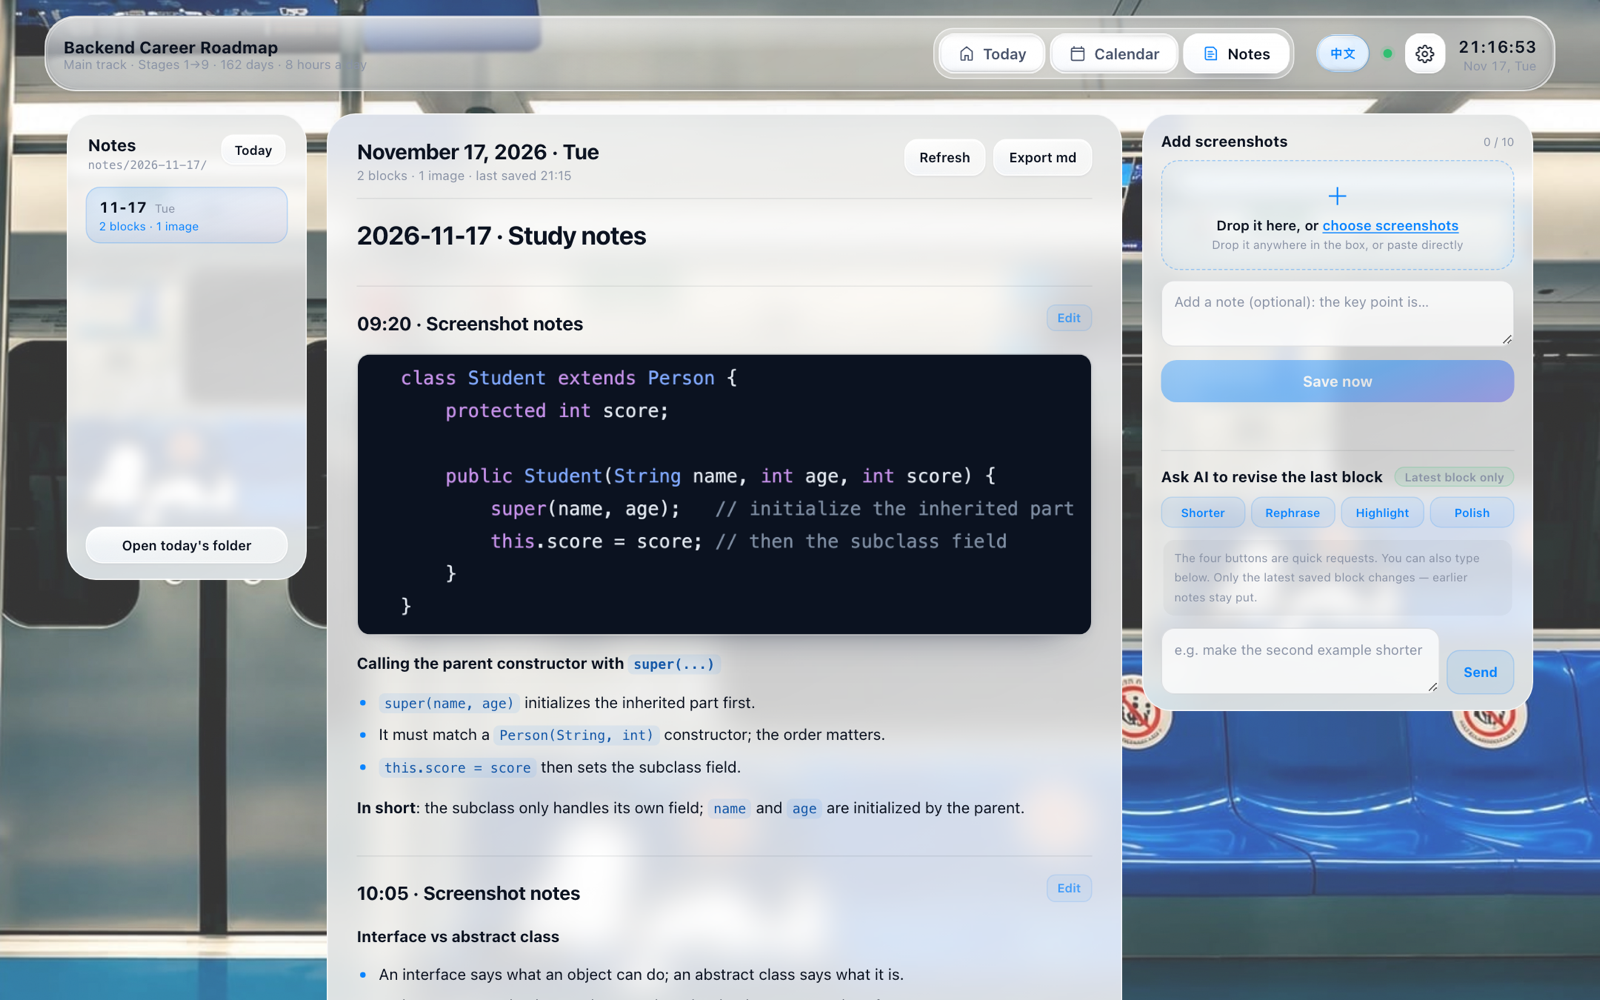 Backend Career Roadmap
Main track · Stages 1→9 · 162 days · 8 hours a day
Today
Calendar
Notes
中文
21:16:53
Nov 17, Tue
Notes
notes/2026-11-17/
Today
11-17 Tue
2 blocks · 1 image
Open today's folder
November 17, 2026 · Tue
2 blocks · 1 image · last saved 21:15
Refresh
Export md
2026-11-17 · Study notes
09:20 · Screenshot notes
Edit
class Student extends Person {
protected int score;
public Student(String name, int age, int score) {
super(name, age); // initialize the inherited part
this.score = score; // then the subclass field
}
}
Calling the parent constructor with super(...)
super(name, age) initializes the inherited part first.
It must match a Person(String, int) constructor; the order matters.
this.score = score then sets the subclass field.
In short: the subclass only handles its own field; name and age are initialized by the parent.
10:05 · Screenshot notes
Edit
Interface vs abstract class
An interface says what an object can do; an abstract class says what it is.
Add screenshots
0 / 10
Drop it here, or choose screenshots
Drop it anywhere in the box, or paste directly
Add a note (optional): the key point is...
Save now
Ask AI to revise the last block
Latest block only
Shorter
Rephrase
Highlight
Polish
The four buttons are quick requests. You can also type
below. Only the latest saved block changes — earlier
notes stay put.
e.g. make the second example shorter
Send